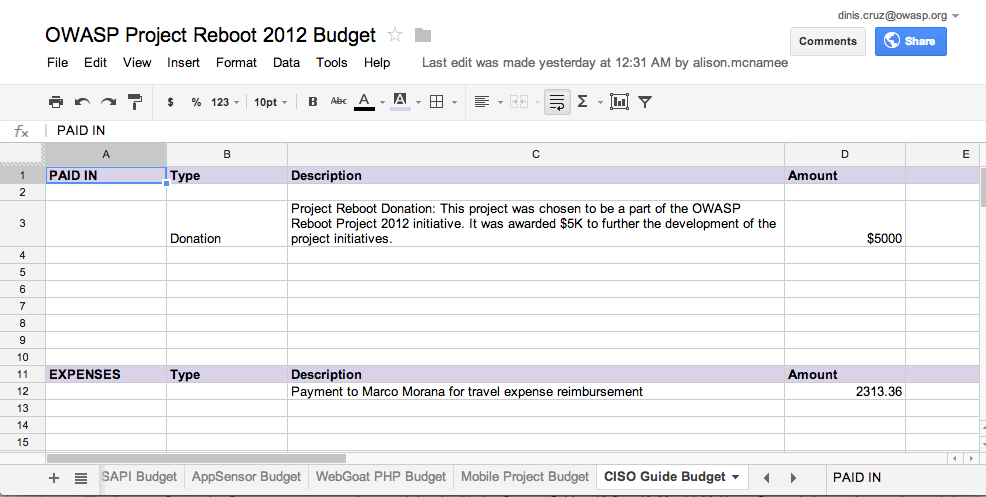 dinis.cruz@owasp.org
OWASP Project Reboot 2012 Budget
Comments
Share
File Edit View Insert Format Data Tools Help Last edit was made yesterday at 12:31 AM by alison.mcnamee
$ % 123 10pt B Abc A A Σ
fx PAID IN
A B C D E
1 PAID IN Type Description Amount
2
3 Donation Project Reboot Donation: This project was chosen to be a part of the OWASP
Reboot Project 2012 initiative. It was awarded $5K to further the development of the
project initiatives. $5000
4
5
6
7
8
9
10
11 EXPENSES Type Description Amount
12 Payment to Marco Morana for travel expense reimbursement 2313.36
13
14
15
+ SAPI Budget AppSensor Budget WebGoat PHP Budget Mobile Project Budget CISO Guide Budget PAID IN